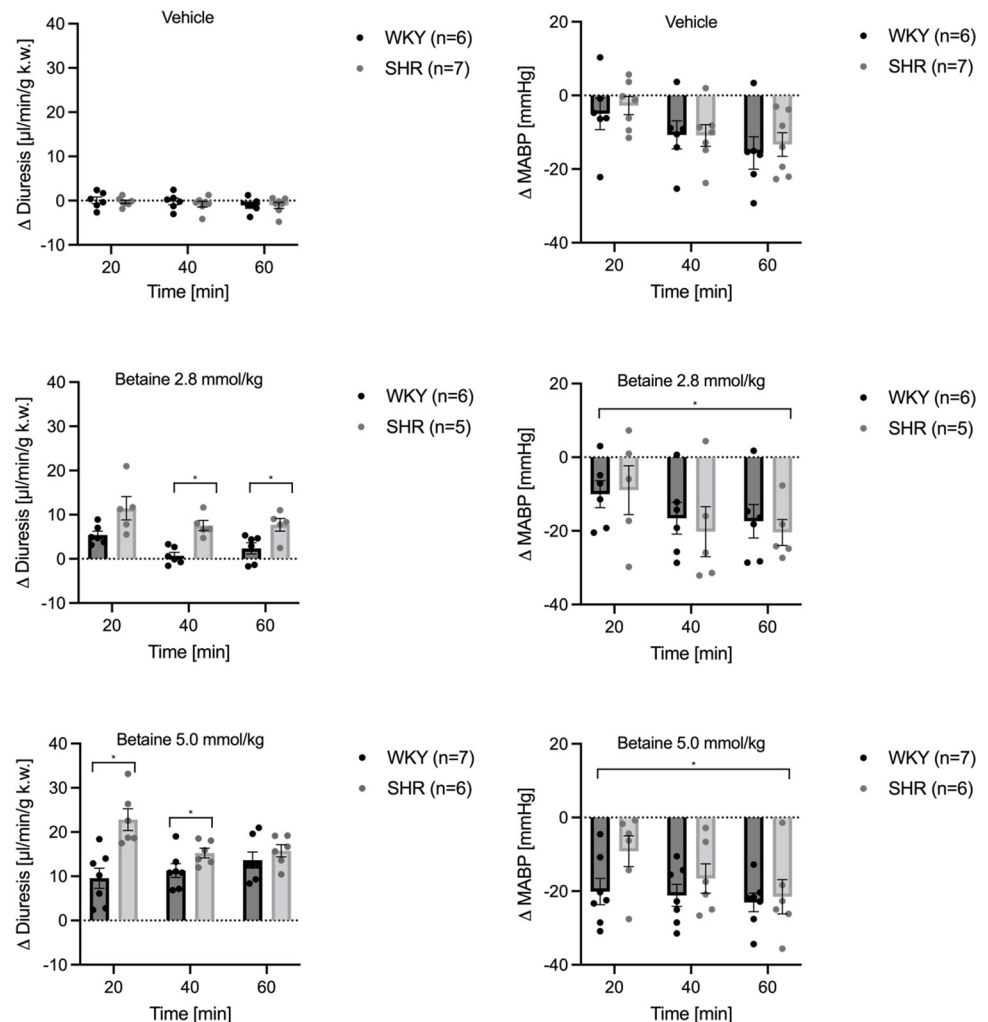 Vehicle
Δ Diuresis [µl/min/g k.w.]
40
30
20
10
0
-10
20 40 60
Time [min]
WKY (n=6)
SHR (n=7)
Vehicle
Δ MABP [mmHg]
20
0
-20
-40
20 40 60
Time [min]
WKY (n=6)
SHR (n=7)
Betaine 2.8 mmol/kg
Δ Diuresis [µl/min/g k.w.]
40
30
20
10
0
-10
* *
20 40 60
Time [min]
WKY (n=6)
SHR (n=5)
Betaine 2.8 mmol/kg
Δ MABP [mmHg]
20
0
-20
-40
*
20 40 60
Time [min]
WKY (n=6)
SHR (n=5)
Betaine 5.0 mmol/kg
Δ Diuresis [µl/min/g k.w.]
40
30
20
10
0
-10
*
*
20 40 60
Time [min]
WKY (n=7)
SHR (n=6)
Betaine 5.0 mmol/kg
Δ MABP [mmHg]
20
0
-20
-40
*
20 40 60
Time [min]
WKY (n=7)
SHR (n=6)